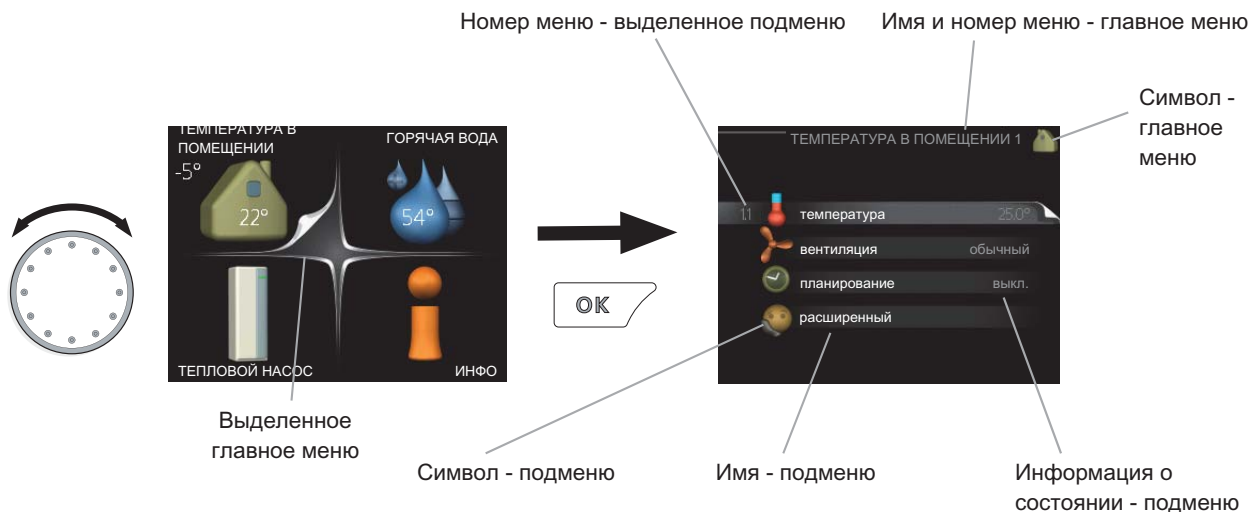 Номер меню - выделенное подменю
Имя и номер меню - главное меню
Символ -
главное
меню
ТЕМПЕРАТУРА В
ПОМЕЩЕНИИ
ГОРЯЧАЯ ВОДА
-5°
22°
54°
ТЕПЛОВОЙ НАСОС
ИНФО
OK
ТЕМПЕРАТУРА В ПОМЕЩЕНИИ 1
1.1
температура
25.0°
вентиляция
обычный
планирование
выкл.
расширенный
Выделенное
главное меню
Символ - подменю
Имя - подменю
Информация о
состоянии - подменю